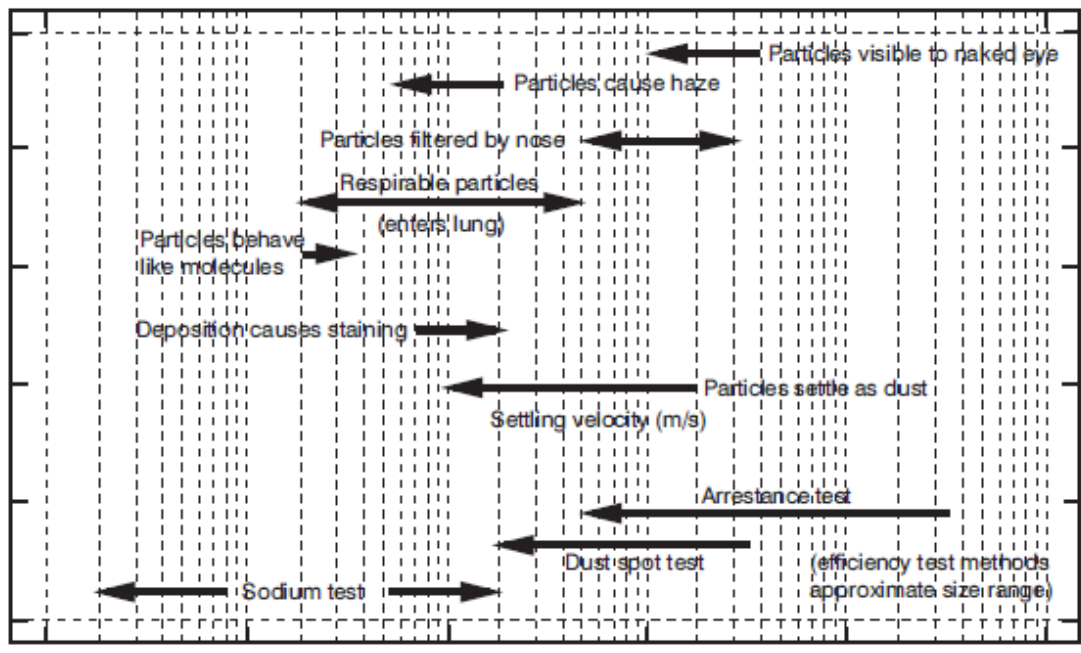 Particles visible to naked eye
Particles cause haze
Particles filtered by nose
Respirable particles
(enters lung)
Particles behave
like molecules
Deposition causes staining
Particles settle as dust
Settling velocity (m/s)
Arrestance test
Dust spot test
(efficiency test methods
approximate size range)
Sodium test